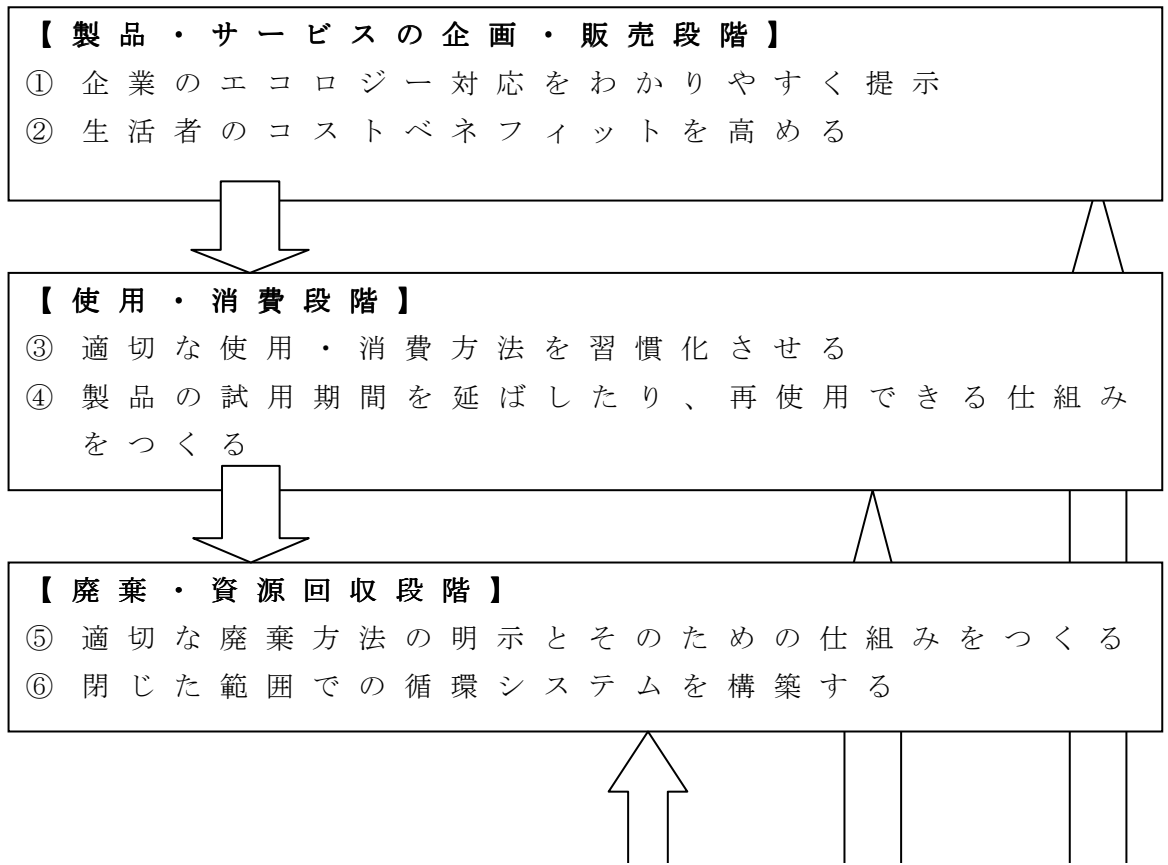 【製品・サービスの企画・販売段階】
① 企業のエコロジー対応をわかりやすく提示
② 生活者のコストベネフィットを高める
【使用・消費段階】
③ 適切な使用・消費方法を習慣化させる
④ 製品の試用期間を延ばしたり、再使用できる仕組み
をつくる
【廃棄・資源回収段階】
⑤ 適切な廃棄方法の明示とそのための仕組みをつくる
⑥ 閉じた範囲での循環システムを構築する